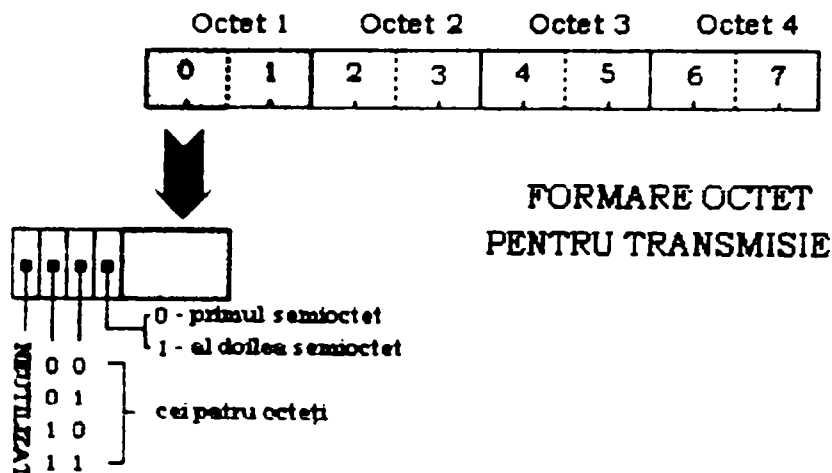 Octet 1 Octet 2 Octet 3 Octet 4
0 1 2 3 4 5 6 7
FORMARE OCTET
PENTRU TRANSMISIE
0 - primul semioctet
1 - al doilea semioctet
NEUTILIZAT
0 0
0 1
1 0
1 1
cei patru octeți